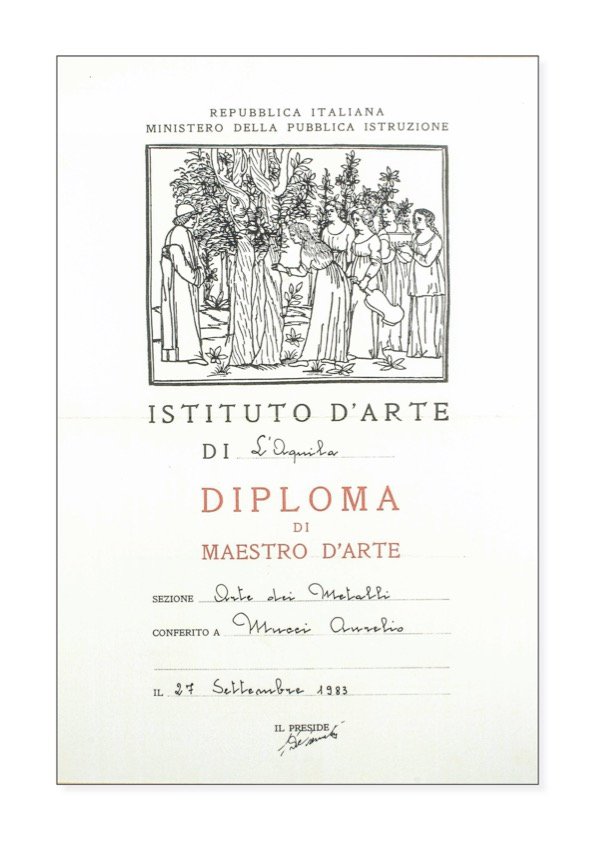 REPUBBLICA ITALIANA
MINISTERO DELLA PUBBLICA ISTRUZIONE
ISTITUTO D'ARTE
DI L'Aquila
DIPLOMA
DI
MAESTRO D'ARTE
SEZIONE Arte dei Metalli
CONFERITO A Mucci Aurelio
IL 27 Settembre 1983
IL PRESIDE